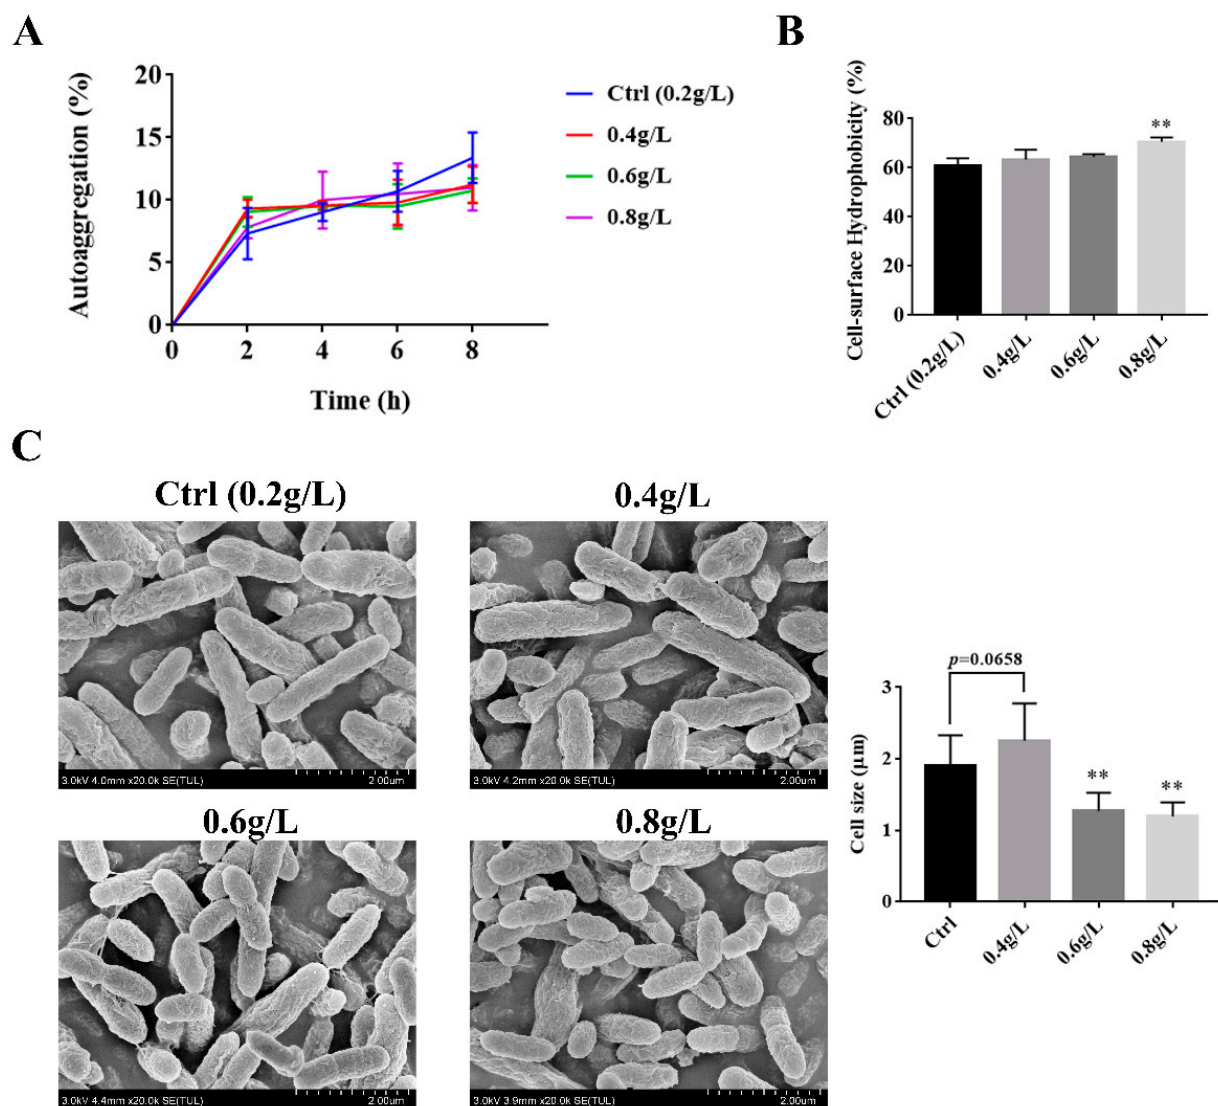 A
Autoaggregation (%)
20
15
10
5
0
0 2 4 6 8
Time (h)
Ctrl (0.2g/L)
0.4g/L
0.6g/L
0.8g/L
B
Cell-surface Hydrophobicity (%)
80
60
40
20
0
**
Ctrl (0.2g/L)
0.4g/L
0.6g/L
0.8g/L
C
Ctrl (0.2g/L)
3.0kV 4.0mm x20.0k SE(TUL) 2.00um
0.4g/L
3.0kV 4.2mm x20.0k SE(TUL) 2.00um
0.6g/L
3.0kV 4.4mm x20.0k SE(TUL) 2.00um
0.8g/L
3.0kV 3.9mm x20.0k SE(TUL) 2.00um
Cell size (μm)
3
2
1
0
p=0.0658
**
**
Ctrl
0.4g/L
0.6g/L
0.8g/L